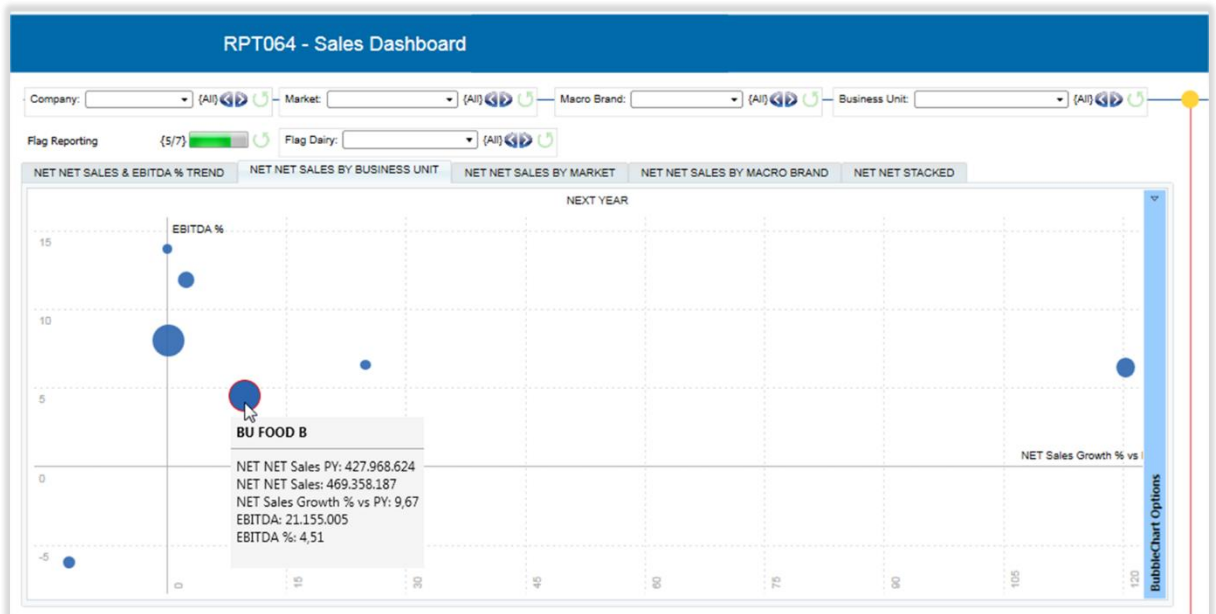 RPT064 - Sales Dashboard
Company: {All} Market: {All} Macro Brand: {All} Business Unit: {All}
Flag Reporting {5/7} Flag Dairy: {All}
NET NET SALES & EBITDA % TREND NET NET SALES BY BUSINESS UNIT NET NET SALES BY MARKET NET NET SALES BY MACRO BRAND NET NET STACKED
NEXT YEAR
EBITDA %
15
10
5
BU FOOD B
NET NET Sales PY: 427.968.624
NET NET Sales: 469.358.187
NET Sales Growth % vs PY: 9,67
EBITDA: 21.155.005
EBITDA %: 4,51
NET Sales Growth % vs
0
-5
0 15 30 45 60 75 90 105 120
BubbleChart Options